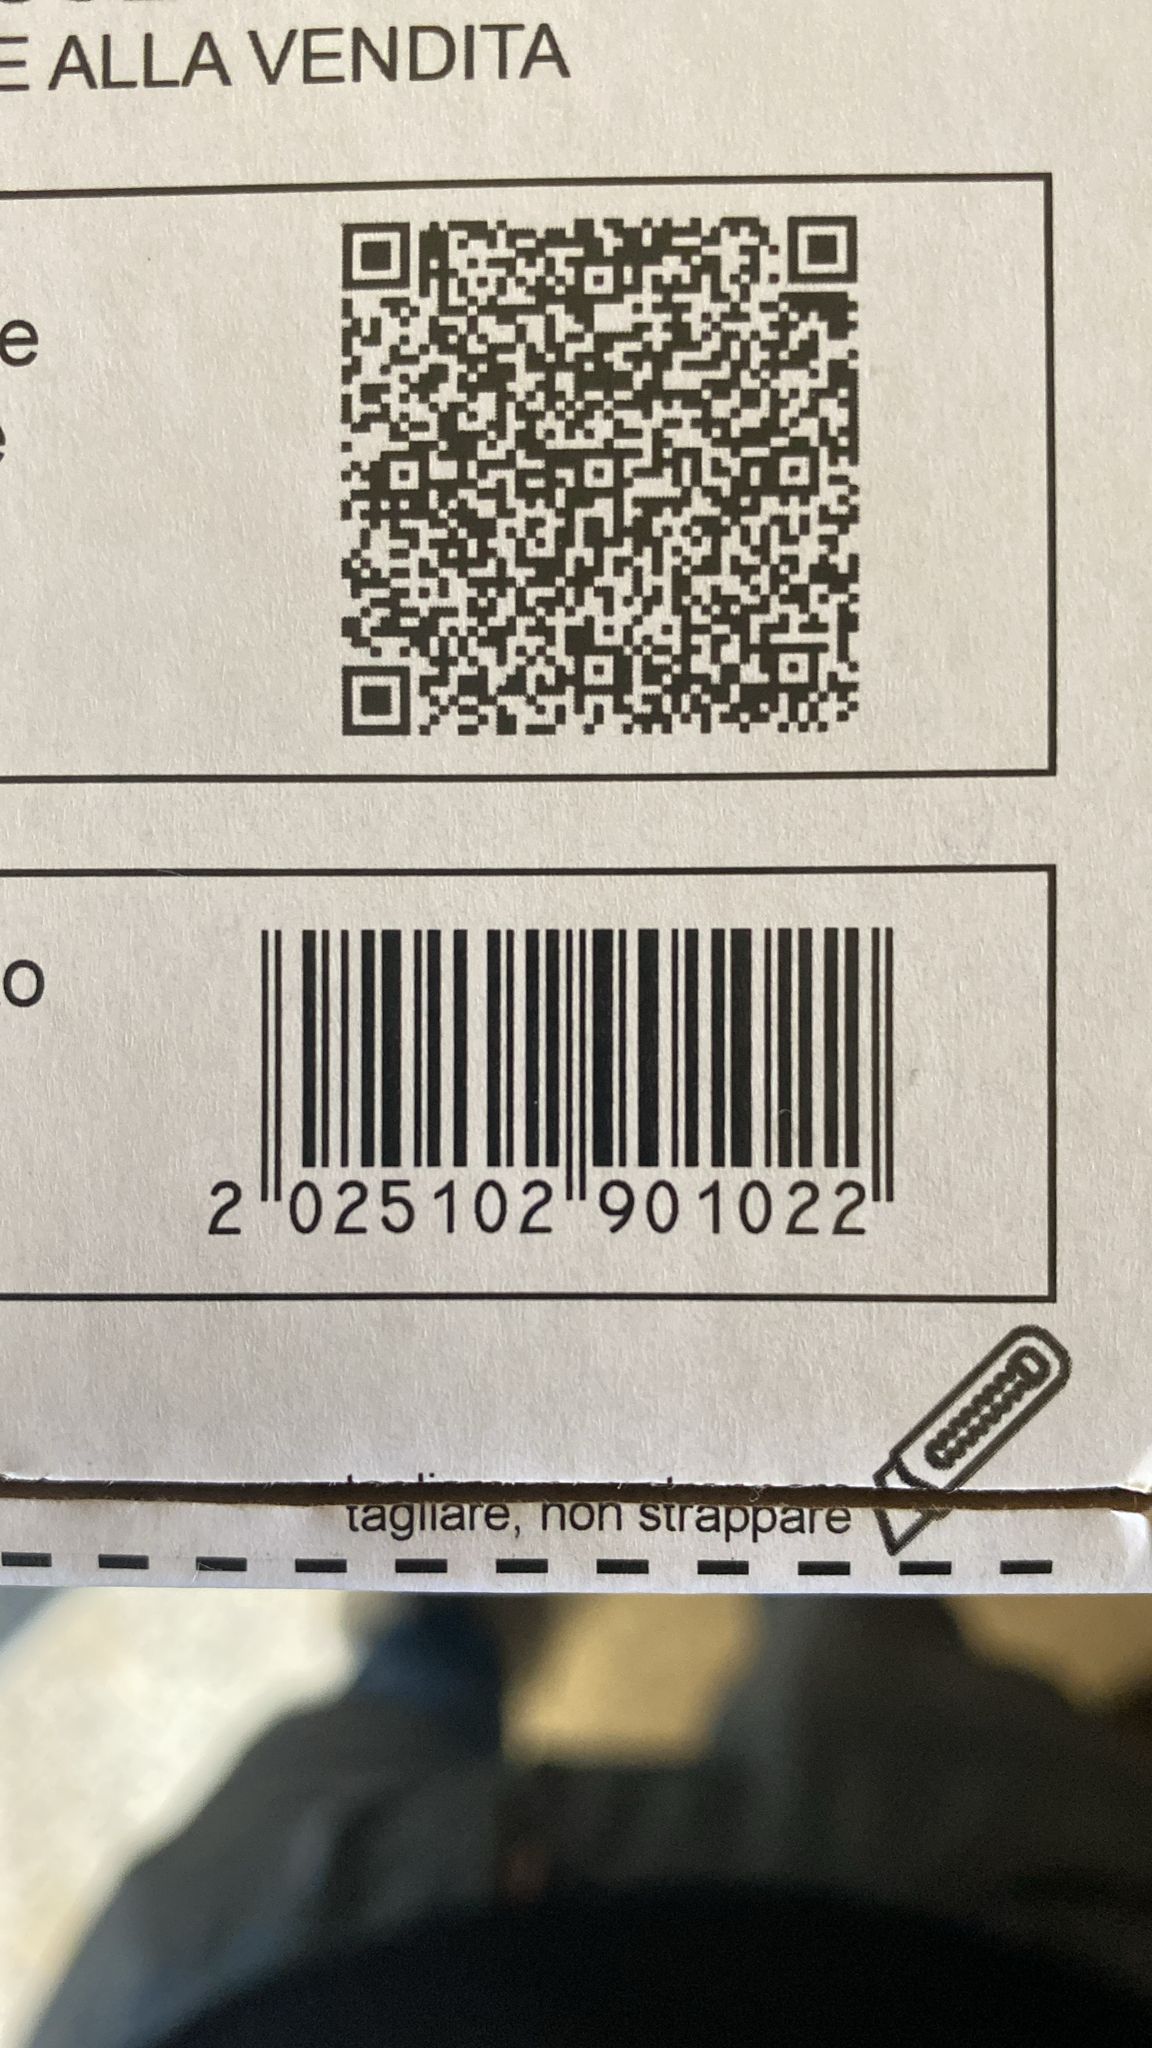 E ALLA VENDITA
e
o
2 025102 901022
tagliare, non strappare